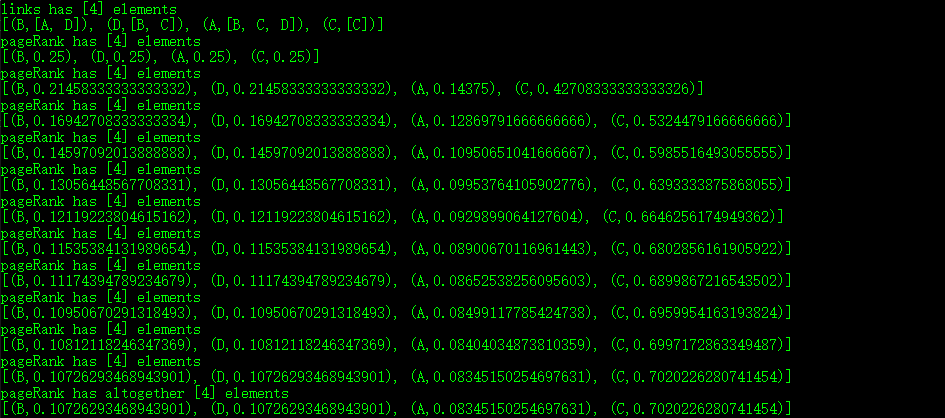 links has [4] elements
[(B,[A, D]), (D,[B, C]), (A,[B, C, D]), (C,[C])]
pageRank has [4] elements
[(B,0.25), (D,0.25), (A,0.25), (C,0.25)]
pageRank has [4] elements
[(B,0.21458333333333332), (D,0.21458333333333332), (A,0.14375), (C,0.42708333333333326)]
pageRank has [4] elements
[(B,0.16942708333333334), (D,0.16942708333333334), (A,0.12869791666666666), (C,0.5324479166666666)]
pageRank has [4] elements
[(B,0.14597092013888888), (D,0.14597092013888888), (A,0.10950651041666667), (C,0.5985516493055555)]
pageRank has [4] elements
[(B,0.13056448567708331), (D,0.13056448567708331), (A,0.09953764105902776), (C,0.6393333875868055)]
pageRank has [4] elements
[(B,0.12119223804615162), (D,0.12119223804615162), (A,0.0929899064127604), (C,0.6646256174949362)]
pageRank has [4] elements
[(B,0.11535384131989654), (D,0.11535384131989654), (A,0.08900670116961443), (C,0.6802856161905922)]
pageRank has [4] elements
[(B,0.11174394789234679), (D,0.11174394789234679), (A,0.08652538256095603), (C,0.6899867216543502)]
pageRank has [4] elements
[(B,0.10950670291318493), (D,0.10950670291318493), (A,0.08499117785424738), (C,0.6959954163193824)]
pageRank has [4] elements
[(B,0.10812118246347369), (D,0.10812118246347369), (A,0.08404034873810359), (C,0.6997172863349487)]
pageRank has [4] elements
[(B,0.10726293468943901), (D,0.10726293468943901), (A,0.08345150254697631), (C,0.7020226280741454)]
pageRank has altogether [4] elements
[(B,0.10726293468943901), (D,0.10726293468943901), (A,0.08345150254697631), (C,0.7020226280741454)]